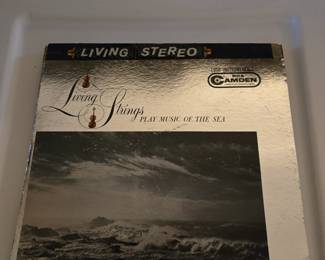 LIVING STEREO
RCA
CAMDEN
Living
Strings
PLAY MUSIC OF THE SEA